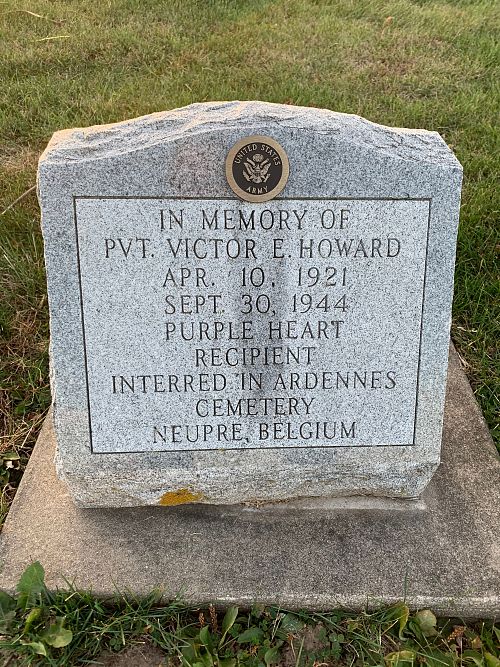 UNITED STATES
ARMY
IN MEMORY OF
PVT. VICTOR E. HOWARD
APR. 10, 1921
SEPT. 30, 1944
PURPLE HEART
RECIPIENT
INTERRED IN ARDENNES
CEMETERY
NEUPRE, BELGIUM